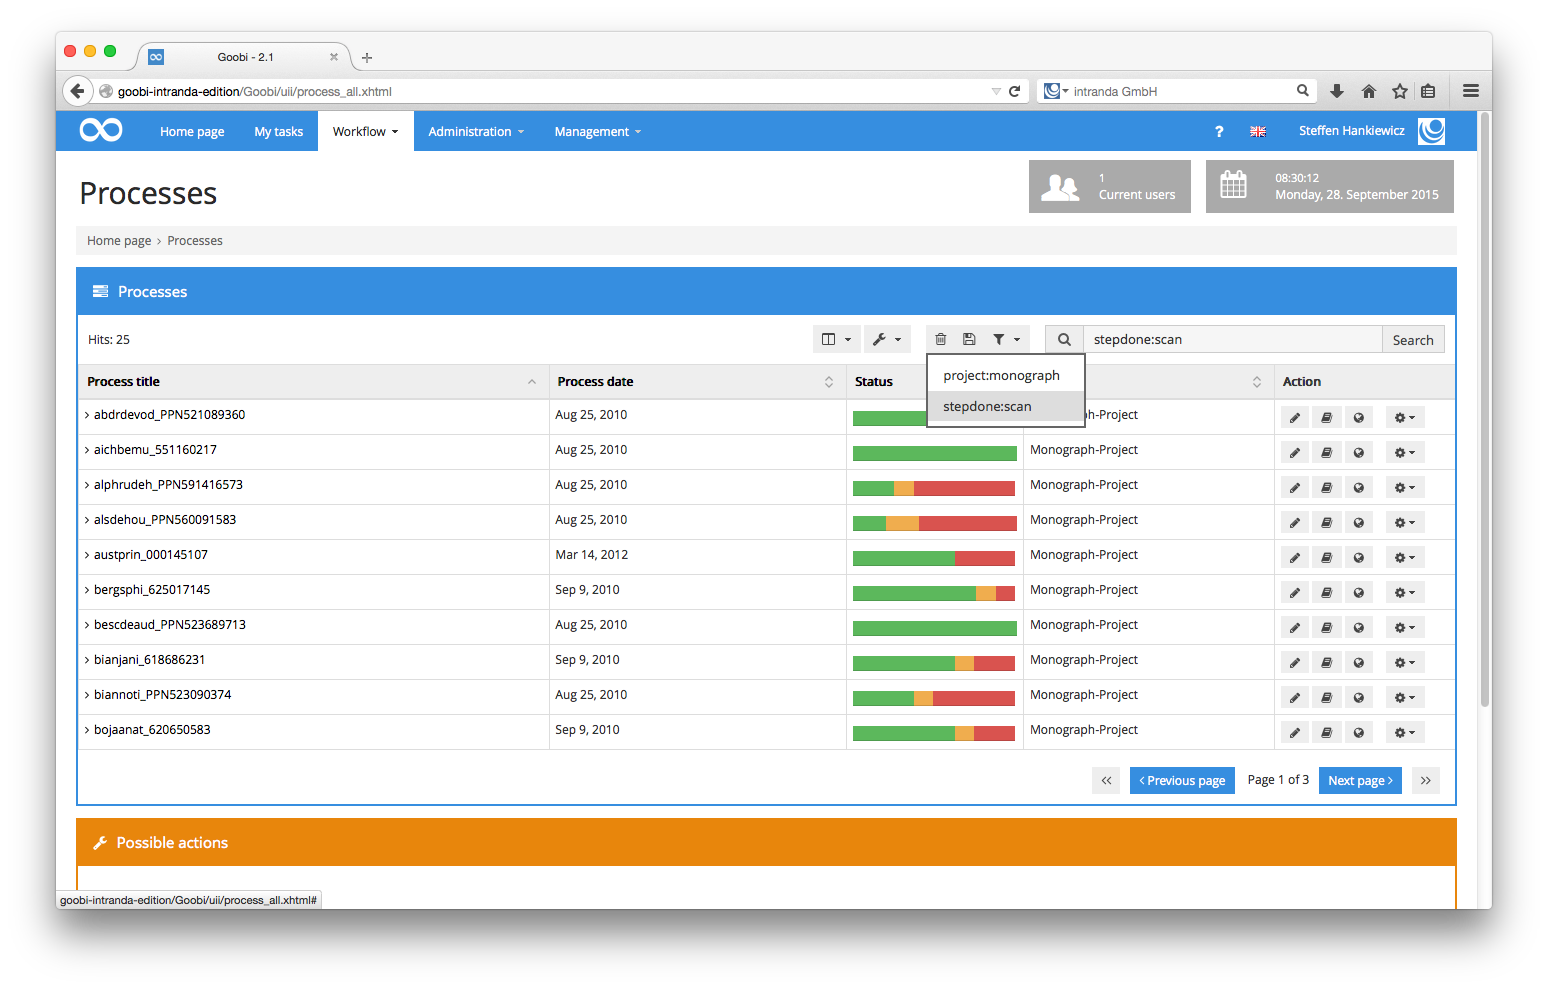 Goobi - 2.1
goobi-intranda-edition/Goobi/uii/process_all.xhtml
intranda GmbH
Home page My tasks Workflow Administration Management ? Steffen Hankiewicz
Processes
1
Current users
08:30:12
Monday, 28. September 2015
Home page › Processes
Processes
Hits: 25
stepdone:scan Search
project:monograph
stepdone:scan
Process title Process date Status Action
abdrdevod_PPN521089360 Aug 25, 2010 h-Project
aichbemu_551160217 Aug 25, 2010 Monograph-Project
alphrudeh_PPN591416573 Aug 25, 2010 Monograph-Project
alsdehou_PPN560091583 Aug 25, 2010 Monograph-Project
austprin_000145107 Mar 14, 2012 Monograph-Project
bergsphi_625017145 Sep 9, 2010 Monograph-Project
bescdeaud_PPN523689713 Aug 25, 2010 Monograph-Project
bianjani_618686231 Sep 9, 2010 Monograph-Project
biannoti_PPN523090374 Aug 25, 2010 Monograph-Project
bojaanat_620650583 Sep 9, 2010 Monograph-Project
Previous page Page 1 of 3 Next page
Possible actions
goobi-intranda-edition/Goobi/uii/process_all.xhtml#